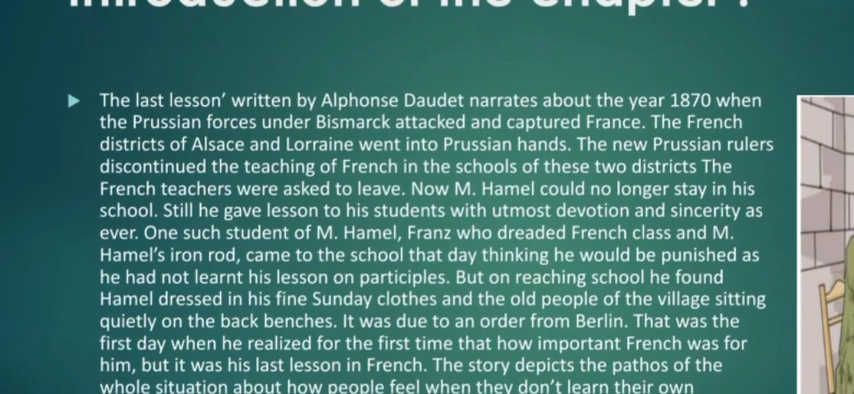 Introduction of the Chapter :
The last lesson’ written by Alphonse Daudet narrates about the year 1870 when
the Prussian forces under Bismarck attacked and captured France. The French
districts of Alsace and Lorraine went into Prussian hands. The new Prussian rulers
discontinued the teaching of French in the schools of these two districts The
French teachers were asked to leave. Now M. Hamel could no longer stay in his
school. Still he gave lesson to his students with utmost devotion and sincerity as
ever. One such student of M. Hamel, Franz who dreaded French class and M.
Hamel’s iron rod, came to the school that day thinking he would be punished as
he had not learnt his lesson on participles. But on reaching school he found
Hamel dressed in his fine Sunday clothes and the old people of the village sitting
quietly on the back benches. It was due to an order from Berlin. That was the
first day when he realized for the first time that how important French was for
him, but it was his last lesson in French. The story depicts the pathos of the
whole situation about how people feel when they don’t learn their own